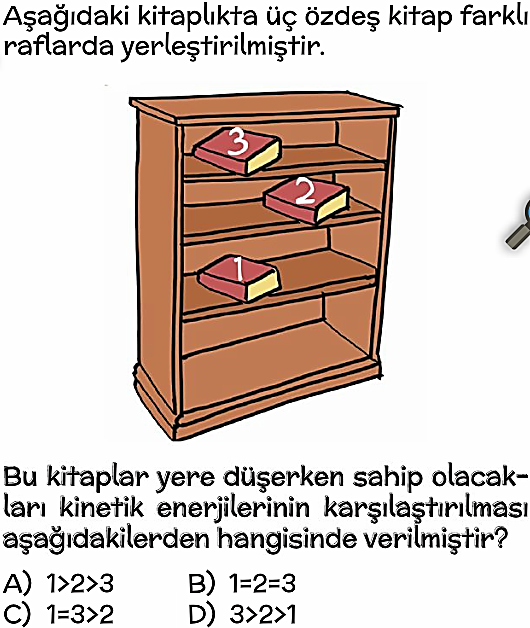 Aşağıdaki kitaplıkta üç özdeş kitap farklı
raflarda yerleştirilmiştir.
3
2
1
Bu kitaplar yere düşerken sahip olacak-
ları kinetik enerjilerinin karşılaştırılması
aşağıdakilerden hangisinde verilmiştir?
A) 1>2>3 B) 1=2=3
C) 1=3>2 D) 3>2>1